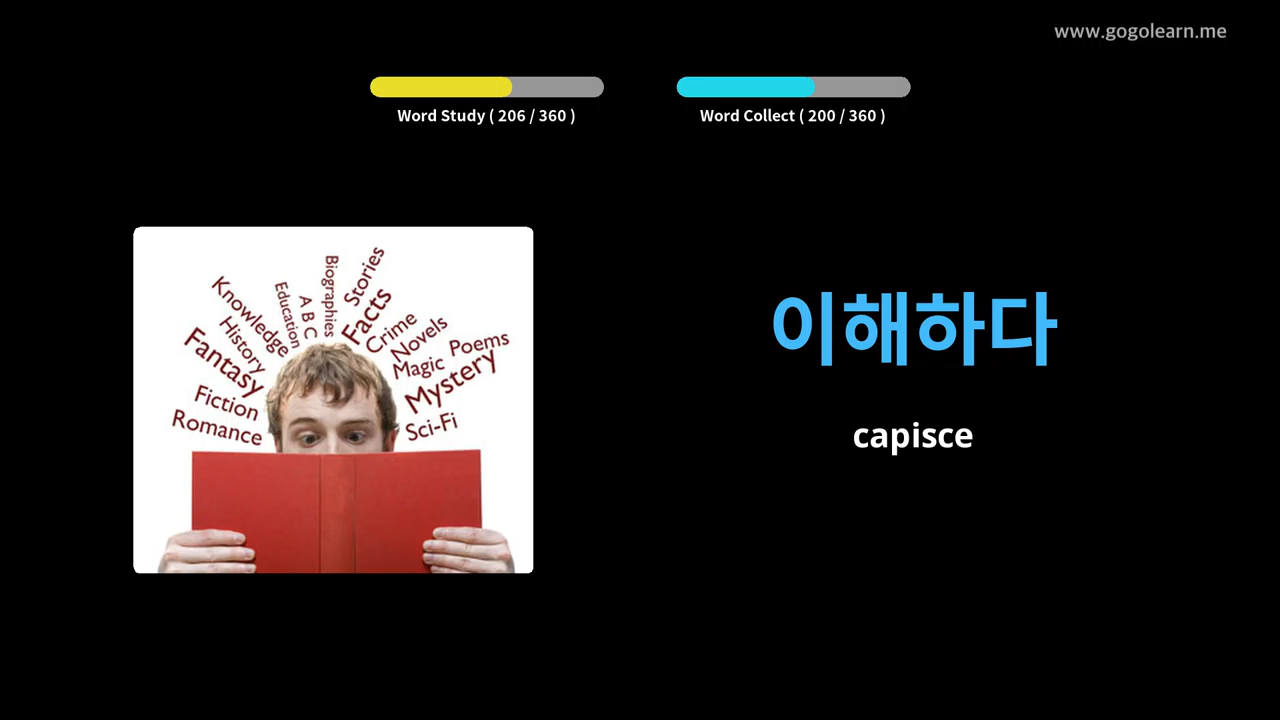 www.gogolearn.me
Word Study ( 206 / 360 )
Word Collect ( 200 / 360 )
Knowledge
History
Fantasy
Fiction
Romance
Education
A B C
Biographies
Stories
Facts
Crime
Novels
Magic
Poems
Mystery
Sci-Fi
이해하다
capisce